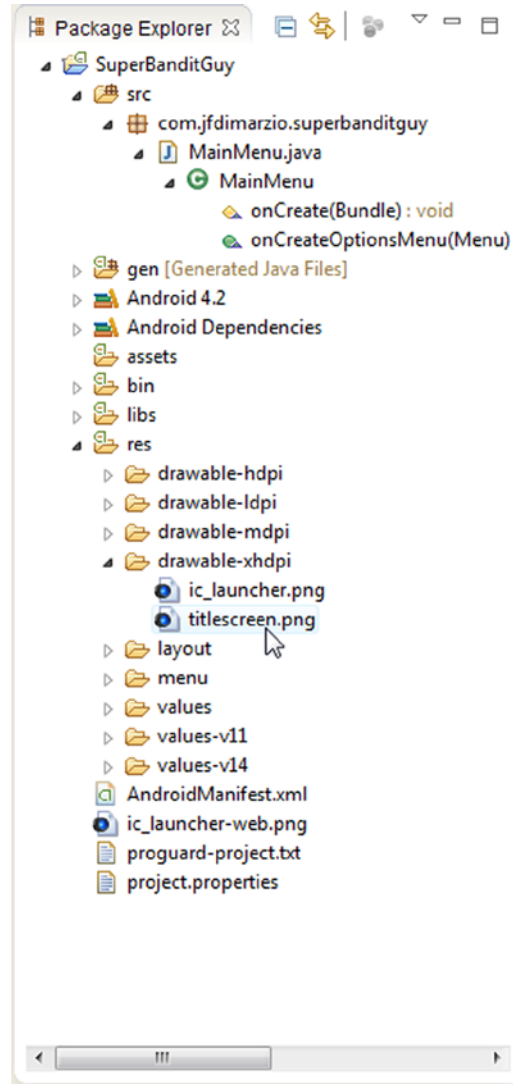 Package Explorer
SuperBanditGuy
src
com.jfdimarzio.superbanditguy
MainMenu.java
MainMenu
onCreate(Bundle) : void
onCreateOptionsMenu(Menu)
gen [Generated Java Files]
Android 4.2
Android Dependencies
assets
bin
libs
res
drawable-hdpi
drawable-ldpi
drawable-mdpi
drawable-xhdpi
ic_launcher.png
titlescreen.png
layout
menu
values
values-v11
values-v14
AndroidManifest.xml
ic_launcher-web.png
proguard-project.txt
project.properties